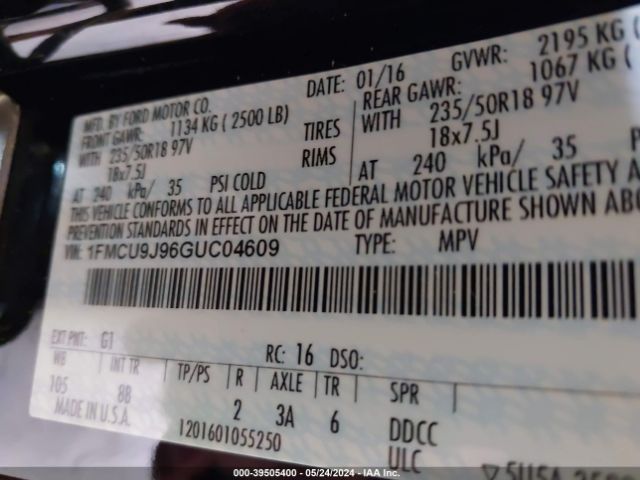 MFD. BY FORD MOTOR CO.
DATE: 01/16
GVWR: 2195 KG (
FRONT GAWR: 1134 KG ( 2500 LB)
REAR GAWR: 1067 KG (
WITH 235/50R18 97V
TIRES
WITH 235/50R18 97V
18x7.5J
RIMS
18x7.5J
AT 240 kPa/ 35 PSI COLD
AT 240 kPa/ 35
THIS VEHICLE CONFORMS TO ALL APPLICABLE FEDERAL MOTOR VEHICLE SAFETY A
PREVENTION STANDARDS IN EFFECT ON THE DATE OF MANUFACTURE SHOWN ABO
VIN: 1FMCU9J96GUC04609
TYPE: MPV
EXT PNT: G1
RC: 16 DSO:
WB INT TR TP/PS R AXLE TR SPR
105 8B 2 3A 6 DDCC
MADE IN U.S.A.
1201601055250
ULC
000-39505400 - 05/24/2024 - IAA Inc.